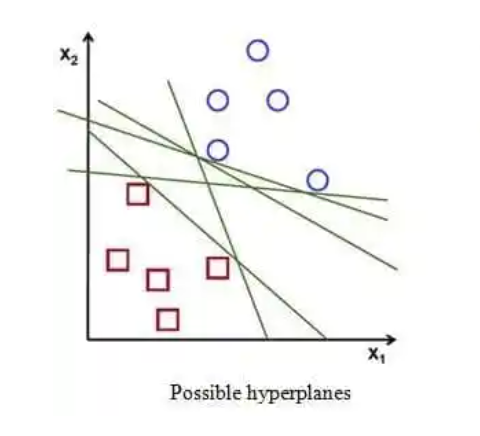 X₂
X₁
Possible hyperplanes